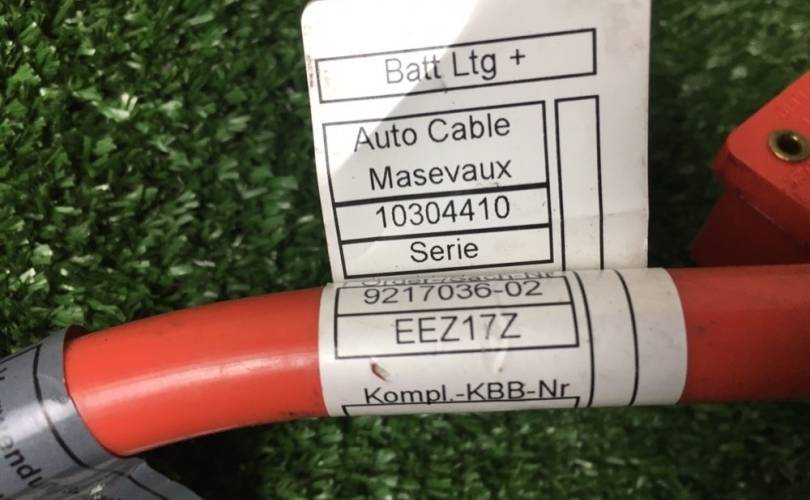 Batt Ltg +
Auto Cable
Masevaux
10304410
Serie
9217036-02
EEZ17Z
Kompl.-KBB-Nr